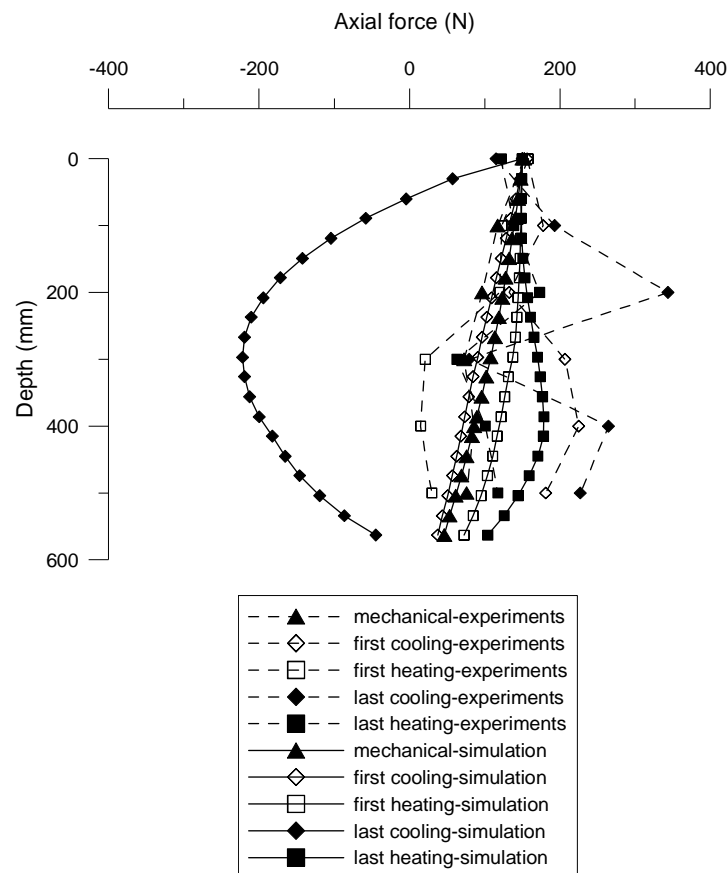 Axial force (N)
-400 -200 0 200 400
0
200
400
600
Depth (mm)
mechanical-experiments
first cooling-experiments
first heating-experiments
last cooling-experiments
last heating-experiments
mechanical-simulation
first cooling-simulation
first heating-simulation
last cooling-simulation
last heating-simulation